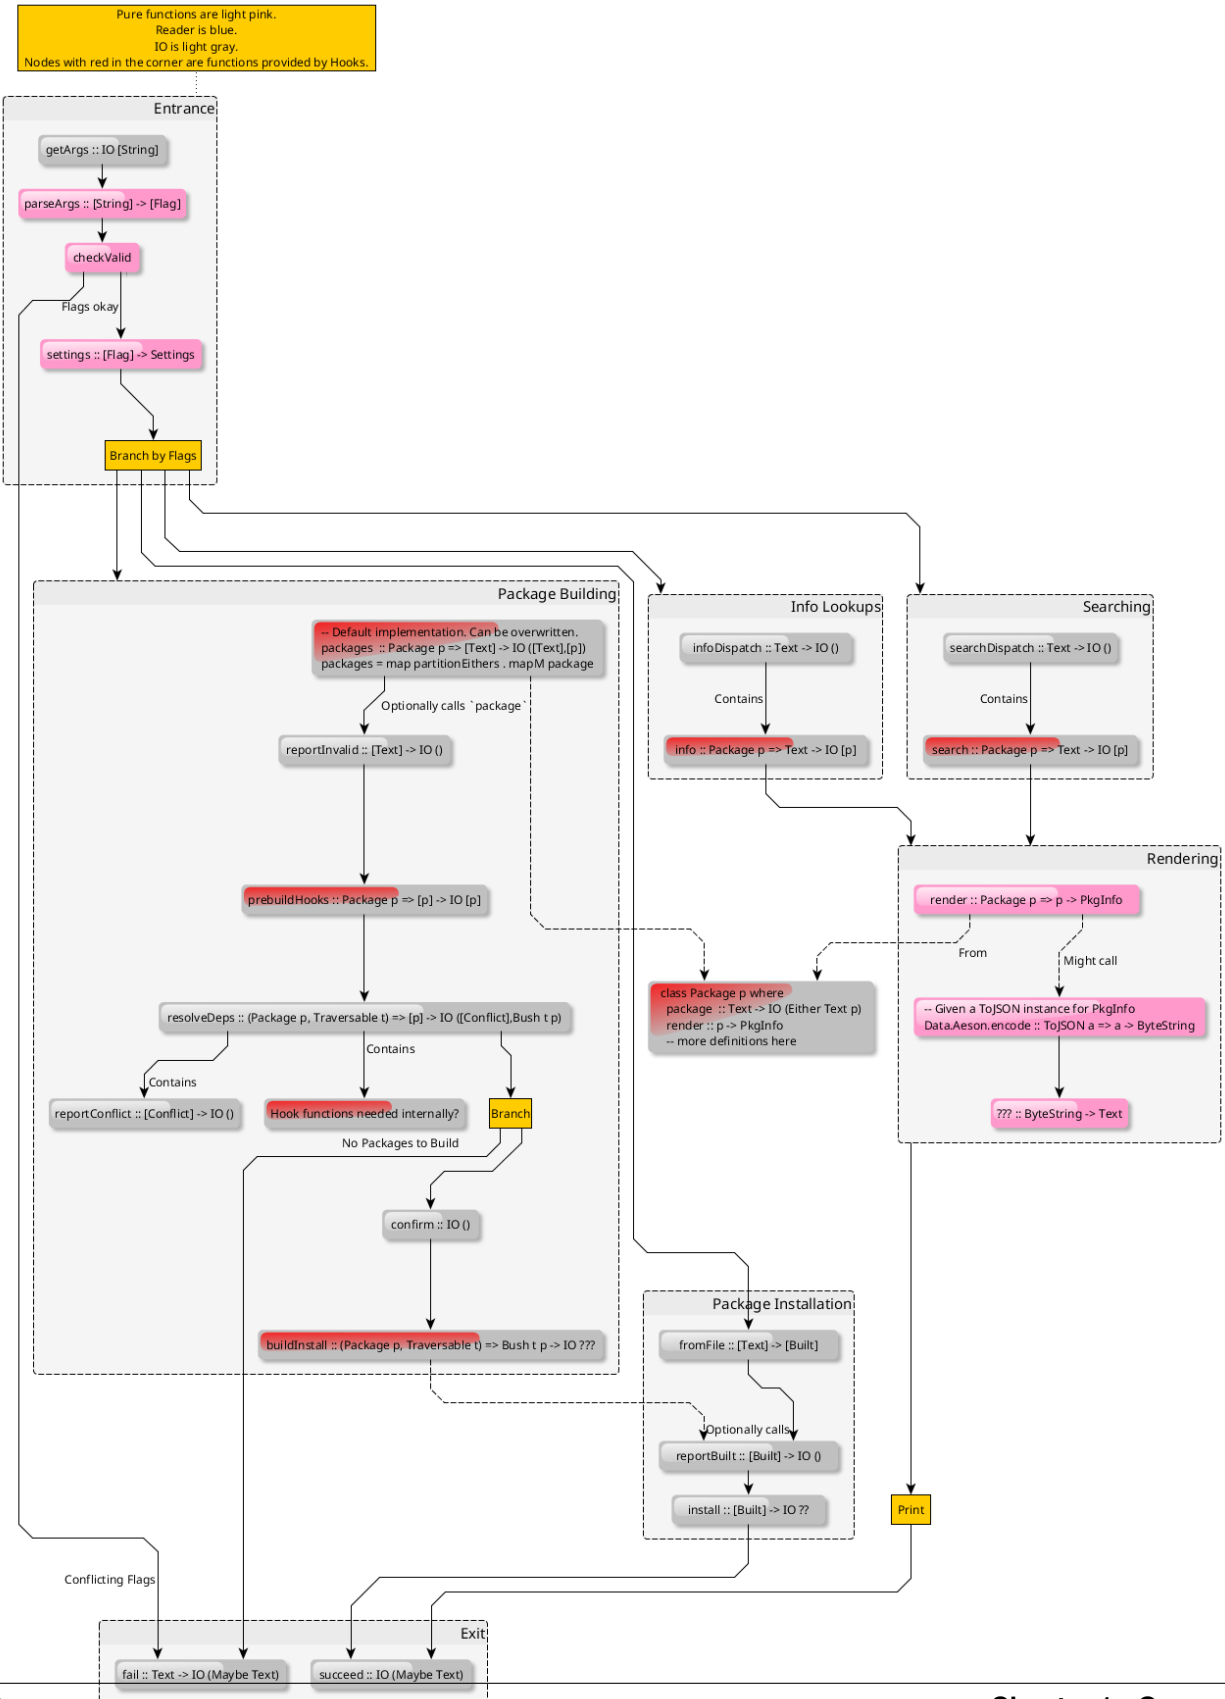 Pure functions are light pink.
Reader is blue.
IO is light gray.
Nodes with red in the corner are functions provided by Hooks.
Entrance
getArgs :: IO [String]
parseArgs :: [String] -> [Flag]
checkValid
Flags okay
settings :: [Flag] -> Settings
Branch by Flags
Package Building
-- Default implementation. Can be overwritten.
packages  :: Package p => [Text] -> IO ([Text],[p])
packages = map partitionEithers . mapM package
Optionally calls `package`
reportInvalid :: [Text] -> IO ()
prebuildHooks :: Package p => [p] -> IO [p]
resolveDeps :: (Package p, Traversable t) => [p] -> IO ([Conflict],Bush t p)
Contains
Contains
reportConflict :: [Conflict] -> IO ()
Hook functions needed internally?
Branch
No Packages to Build
confirm :: IO ()
buildInstall :: (Package p, Traversable t) => Bush t p -> IO ???
Info Lookups
infoDispatch :: Text -> IO ()
Contains
info :: Package p => Text -> IO [p]
Searching
searchDispatch :: Text -> IO ()
Contains
search :: Package p => Text -> IO [p]
Rendering
render :: Package p => p -> PkgInfo
From
Might call
class Package p where
package  :: Text -> IO (Either Text p)
render :: p -> PkgInfo
-- more definitions here
-- Given a ToJSON instance for PkgInfo
Data.Aeson.encode :: ToJSON a => a -> ByteString
??? :: ByteString -> Text
Package Installation
fromFile :: [Text] -> [Built]
Optionally calls
reportBuilt :: [Built] -> IO ()
install :: [Built] -> IO ??
Print
Conflicting Flags
Exit
fail :: Text -> IO (Maybe Text)
succeed :: IO (Maybe Text)